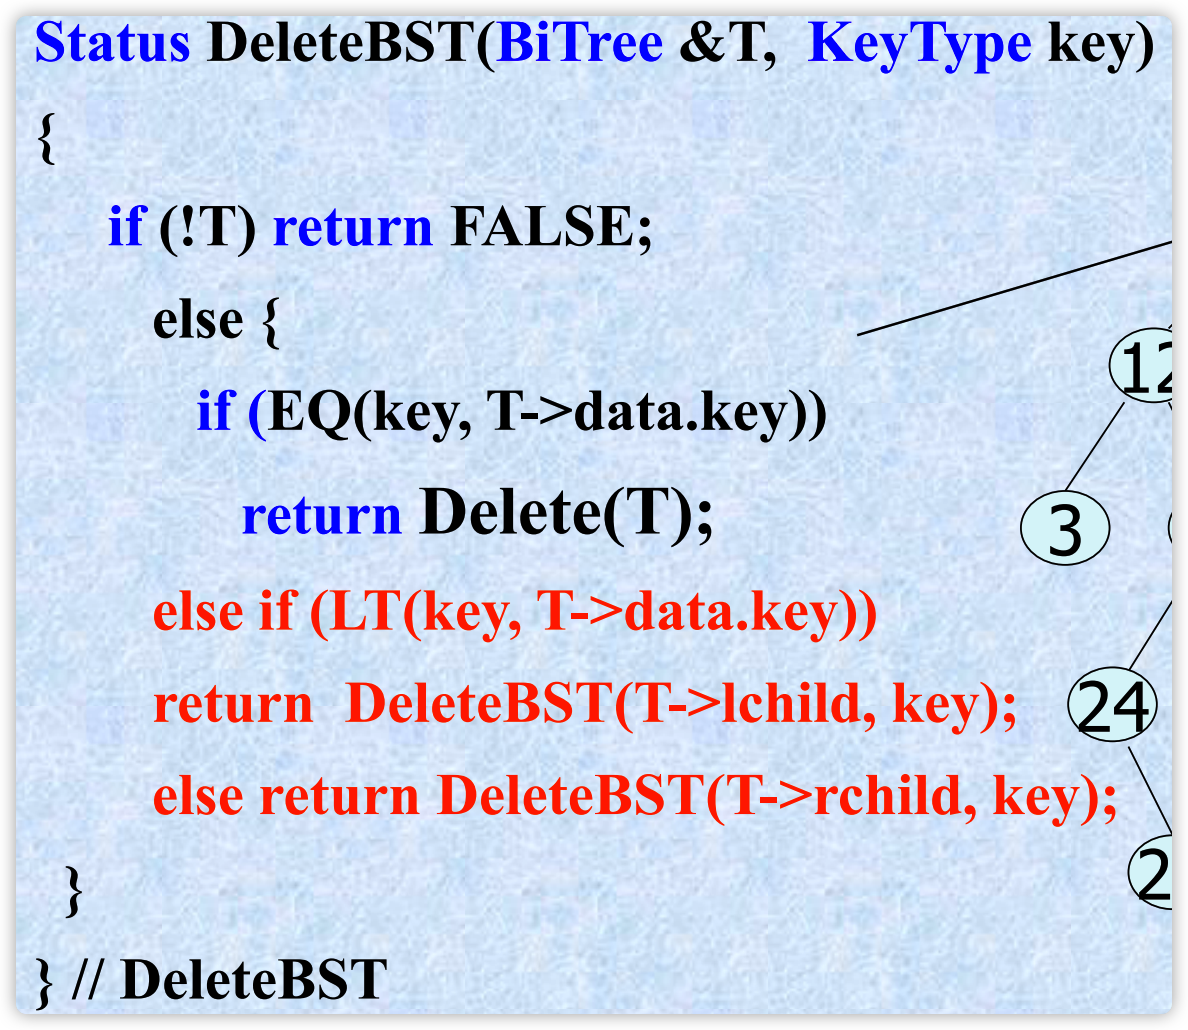 Status DeleteBST(BiTree &T,  KeyType key)
{
if (!T) return FALSE;
else {
if (EQ(key, T->data.key))
return Delete(T);
else if (LT(key, T->data.key))
return  DeleteBST(T->lchild, key);
else return DeleteBST(T->rchild, key);
}
} // DeleteBST
12
3
24